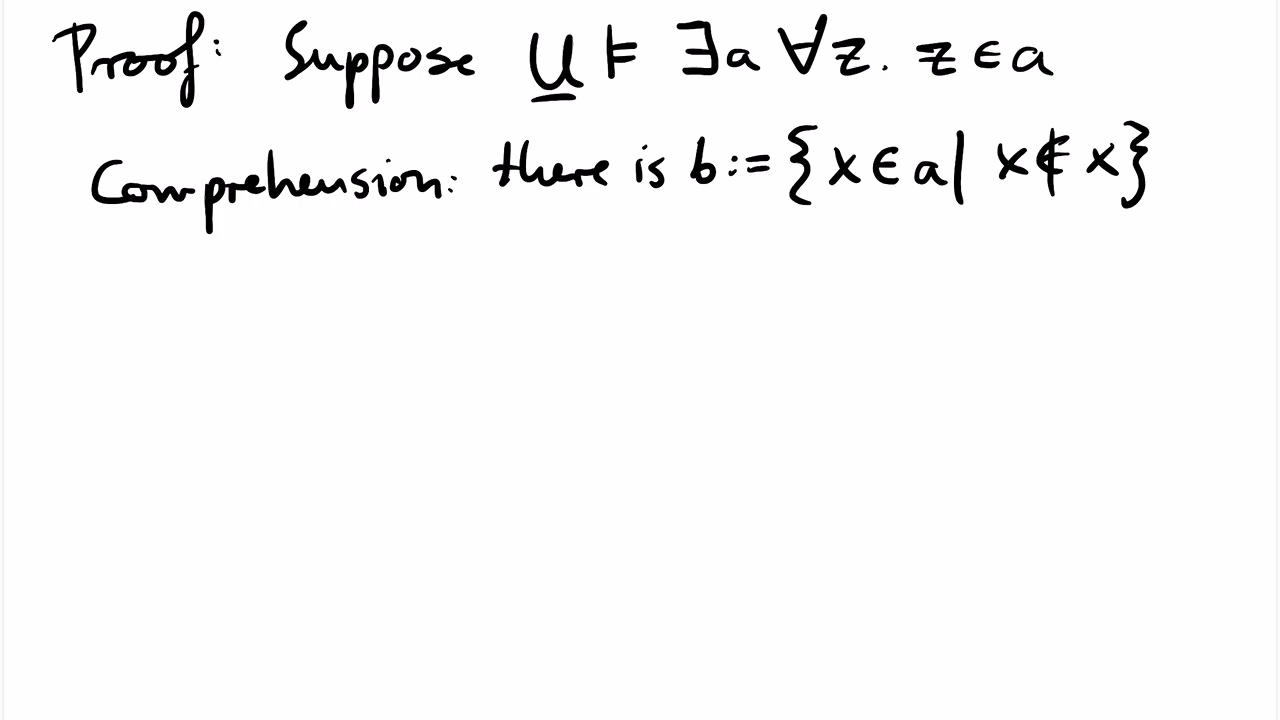 Proof: Suppose U ⊨ ∃a ∀z. z ∈ a
Comprehension: there is b := {x ∈ a | x ∉ x}